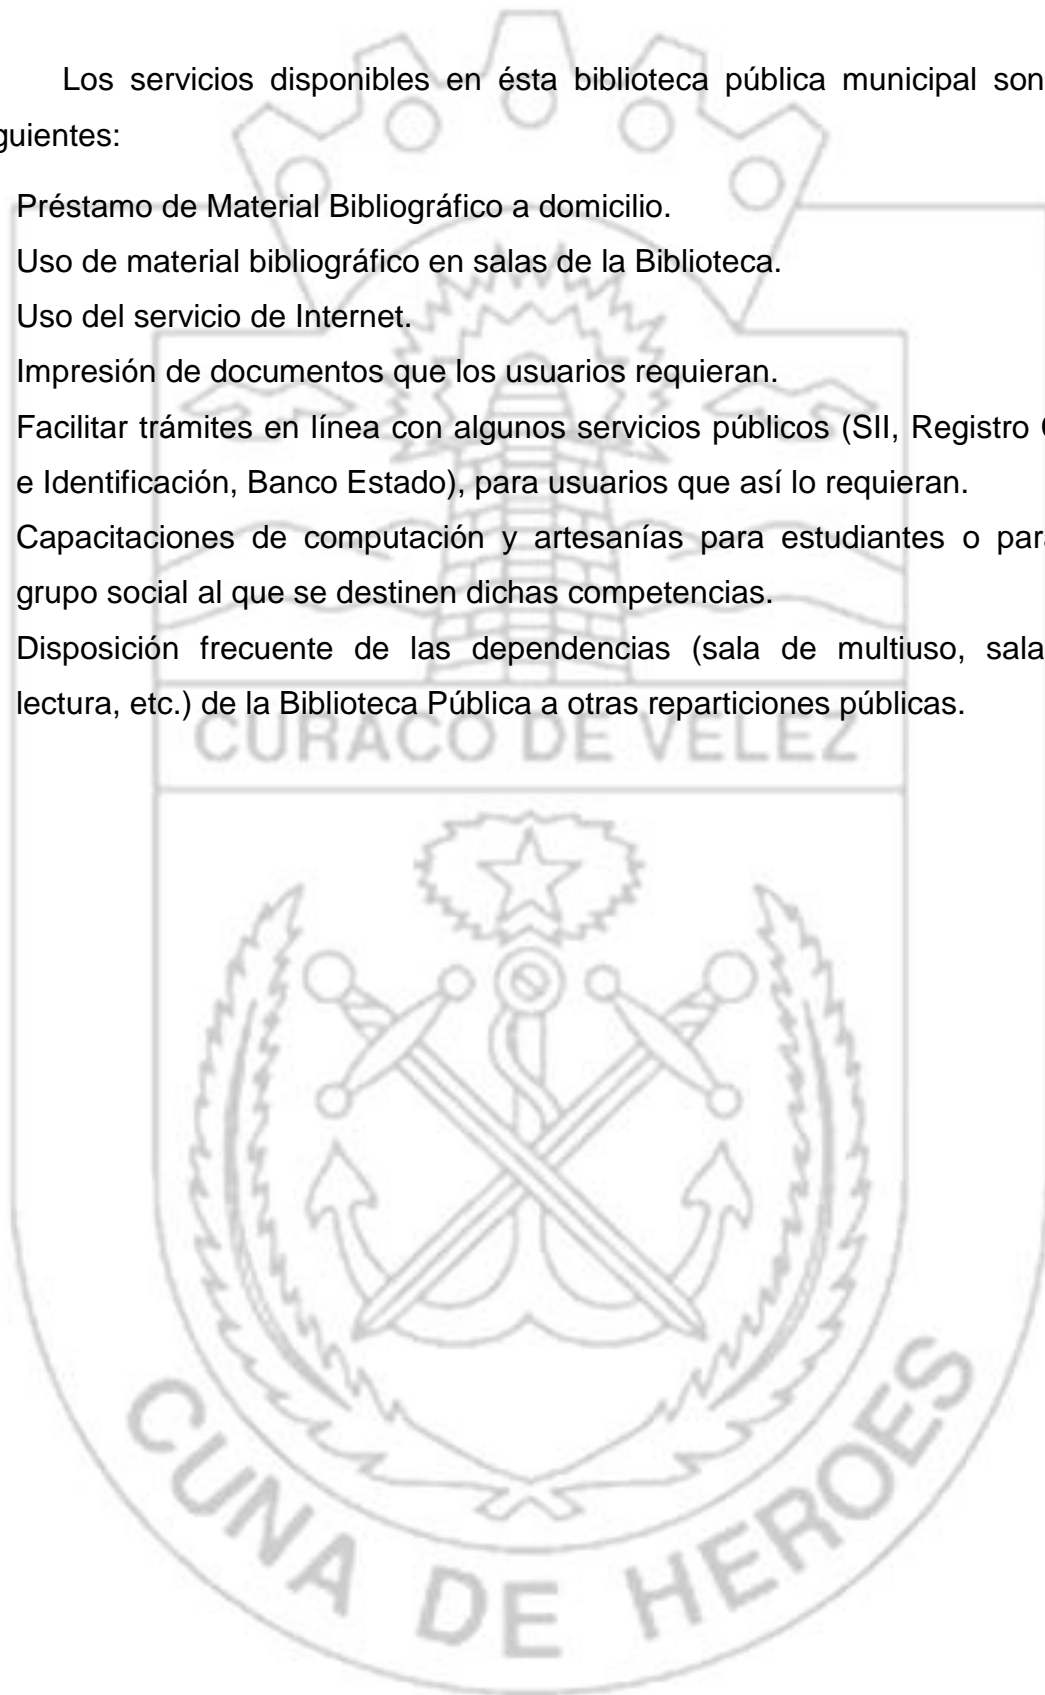 Los servicios disponibles en ésta biblioteca pública municipal son
guientes:
Préstamo de Material Bibliográfico a domicilio.
Uso de material bibliográfico en salas de la Biblioteca.
Uso del servicio de Internet.
Impresión de documentos que los usuarios requieran.
Facilitar trámites en línea con algunos servicios públicos (SII, Registro
e Identificación, Banco Estado), para usuarios que así lo requieran.
Capacitaciones de computación y artesanías para estudiantes o para
grupo social al que se destinen dichas competencias.
Disposición frecuente de las dependencias (sala de multiuso, sala
lectura, etc.) de la Biblioteca Pública a otras reparticiones públicas.
CURACO DE VELEZ
CUNA DE HEROES